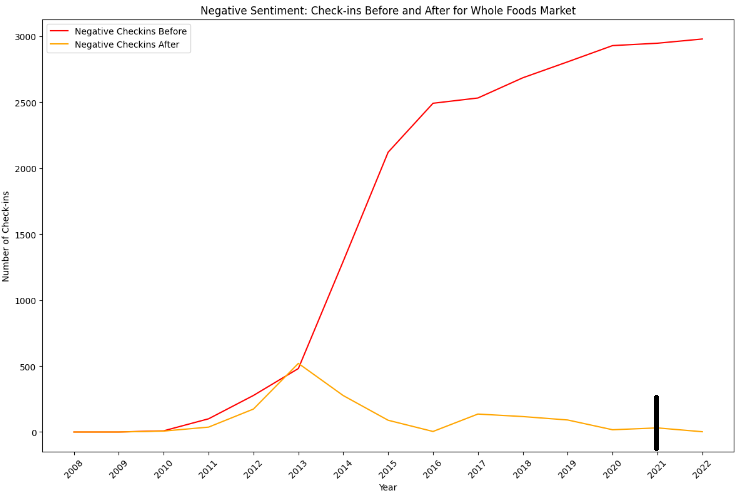 Negative Sentiment: Check-ins Before and After for Whole Foods Market
Negative Checkins Before
Negative Checkins After
Number of Check-ins
3000
2500
2000
1500
1000
500
0
2008 2009 2010 2011 2012 2013 2014 2015 2016 2017 2018 2019 2020 2021 2022
Year